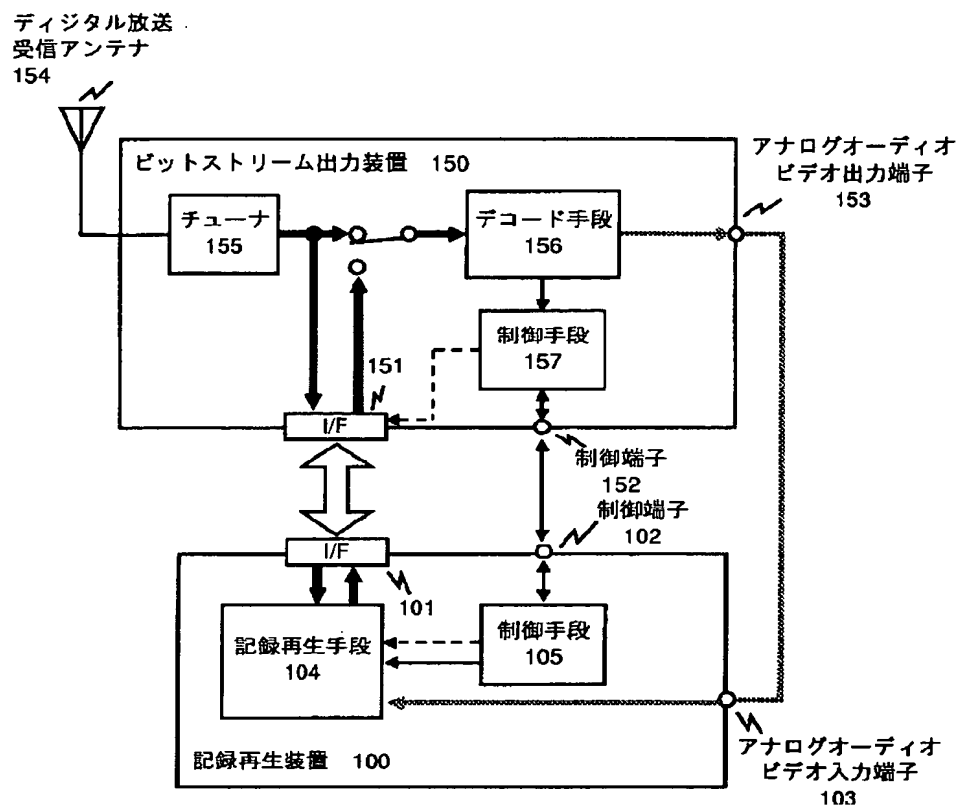 ディジタル放送
受信アンテナ
154
ビットストリーム出力装置 150
アナログオーディオ
ビデオ出力端子
153
チューナ
155
デコード手段
156
制御手段
157
151
I/F
制御端子
152
制御端子
102
I/F
101
記録再生手段
104
制御手段
105
記録再生装置 100
アナログオーディオ
ビデオ入力端子
103